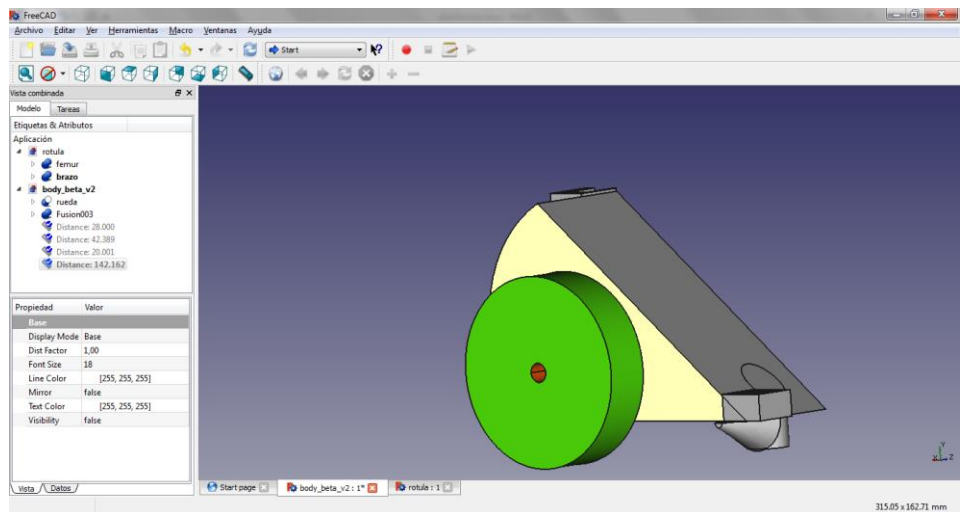 FreeCAD
Archivo Editar Ver Herramientas Macro Ventanas Ayuda
Start
Vista combinada
Modelo Tareas
Etiquetas & Atributos
Aplicación
rotula
femur
brazo
body_beta_v2
rueda
Fusion003
Distance: 28.000
Distance: 42.389
Distance: 20.001
Distance: 142.162
Propiedad Valor
Base
Display Mode Base
Dist Factor 1,00
Font Size 18
Line Color [255, 255, 255]
Mirror false
Text Color [255, 255, 255]
Visibility false
Y
X Z
Vista Datos
Start page body_beta_v2 : 1* rotula : 1
315.05 x 162.71 mm